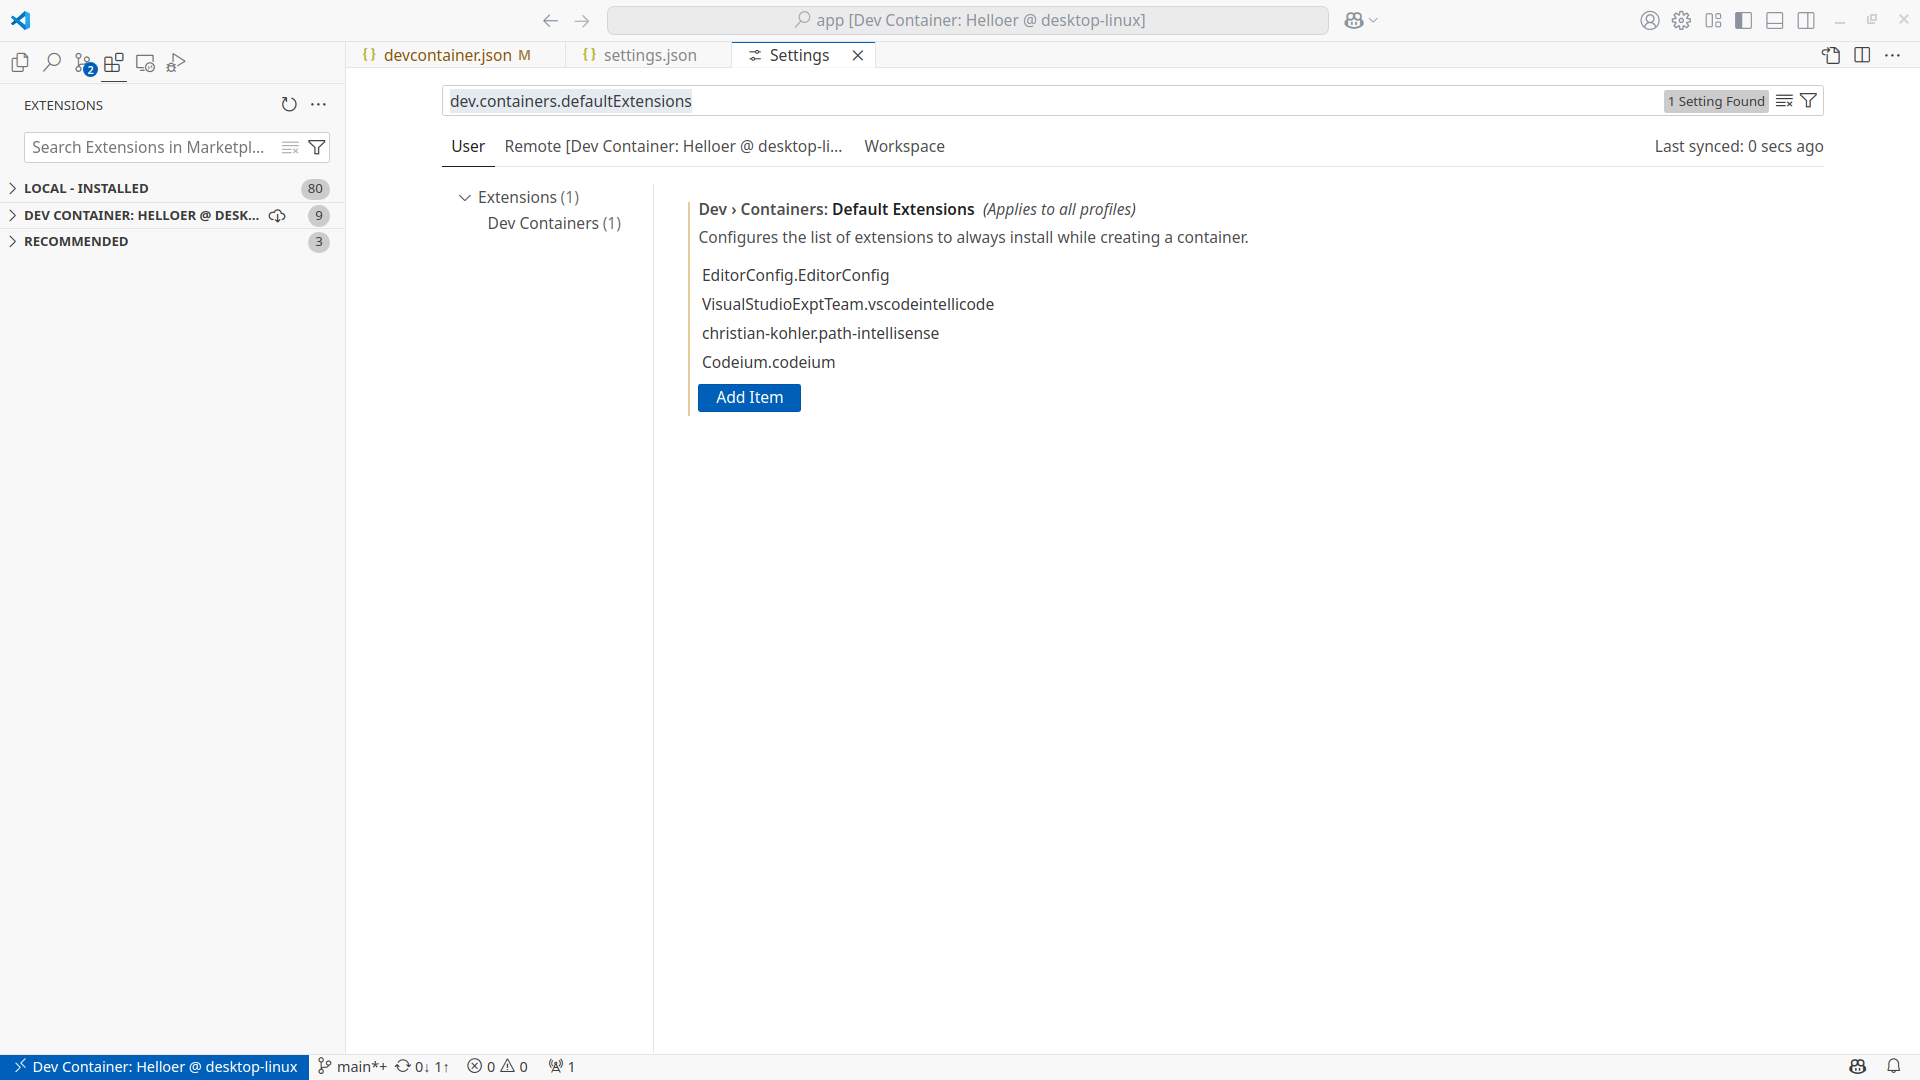 app [Dev Container: Helloer @ desktop-linux]
2
devcontainer.json M
settings.json
Settings
EXTENSIONS
Search Extensions in Marketpl...
LOCAL - INSTALLED 80
DEV CONTAINER: HELLOER @ DESK... 9
RECOMMENDED 3
dev.containers.defaultExtensions
1 Setting Found
User
Remote [Dev Container: Helloer @ desktop-li...
Workspace
Last synced: 0 secs ago
Extensions (1)
Dev Containers (1)
Dev › Containers: Default Extensions (Applies to all profiles)
Configures the list of extensions to always install while creating a container.
EditorConfig.EditorConfig
VisualStudioExptTeam.vscodeintellicode
christian-kohler.path-intellisense
Codeium.codeium
Add Item
Dev Container: Helloer @ desktop-linux
main*+
0↓ 1↑
0
0
1